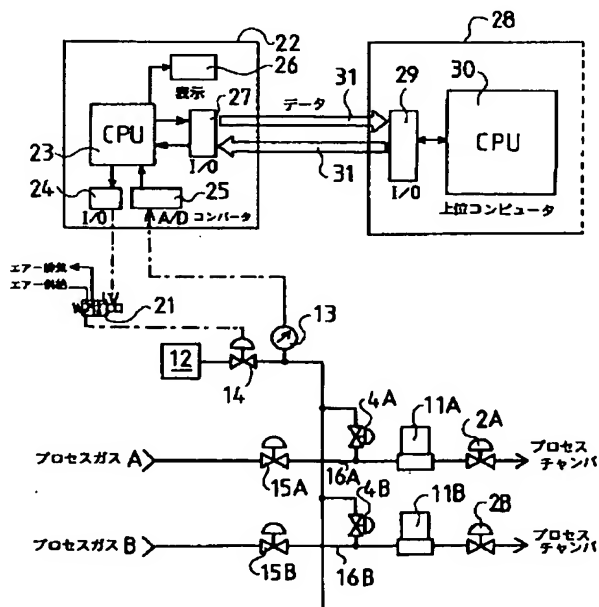 22
28
26
表示
27
データ
31
29
30
CPU
23
CPU
24
I/O
25
A/D コンバータ
I/O
31
I/O
上位コンピュータ
エアー排気
エアー供給
21
13
12
14
4A
11A
2A
プロセスガス A
プロセス
チャンバ
15A
16A
4B
11B
2B
プロセスガス B
プロセス
チャンバ
15B
16B